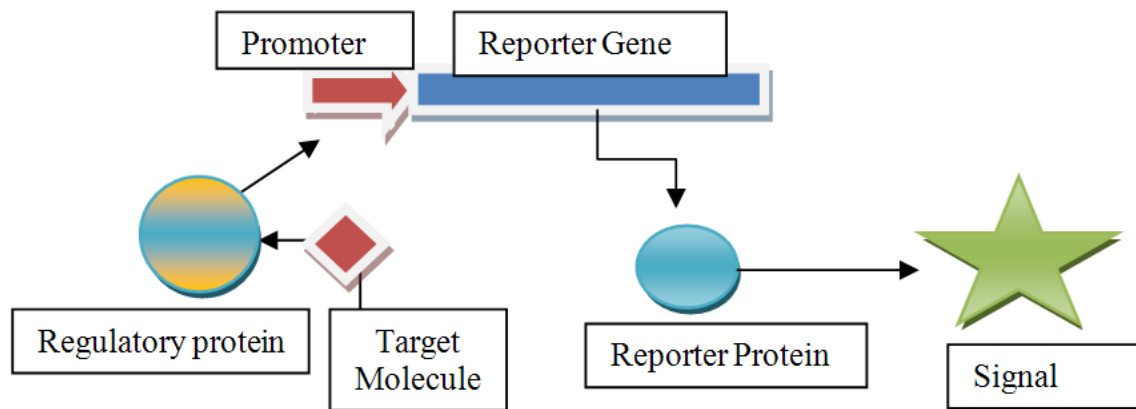 Promoter
Reporter Gene
Regulatory protein
Target
Molecule
Reporter Protein
Signal